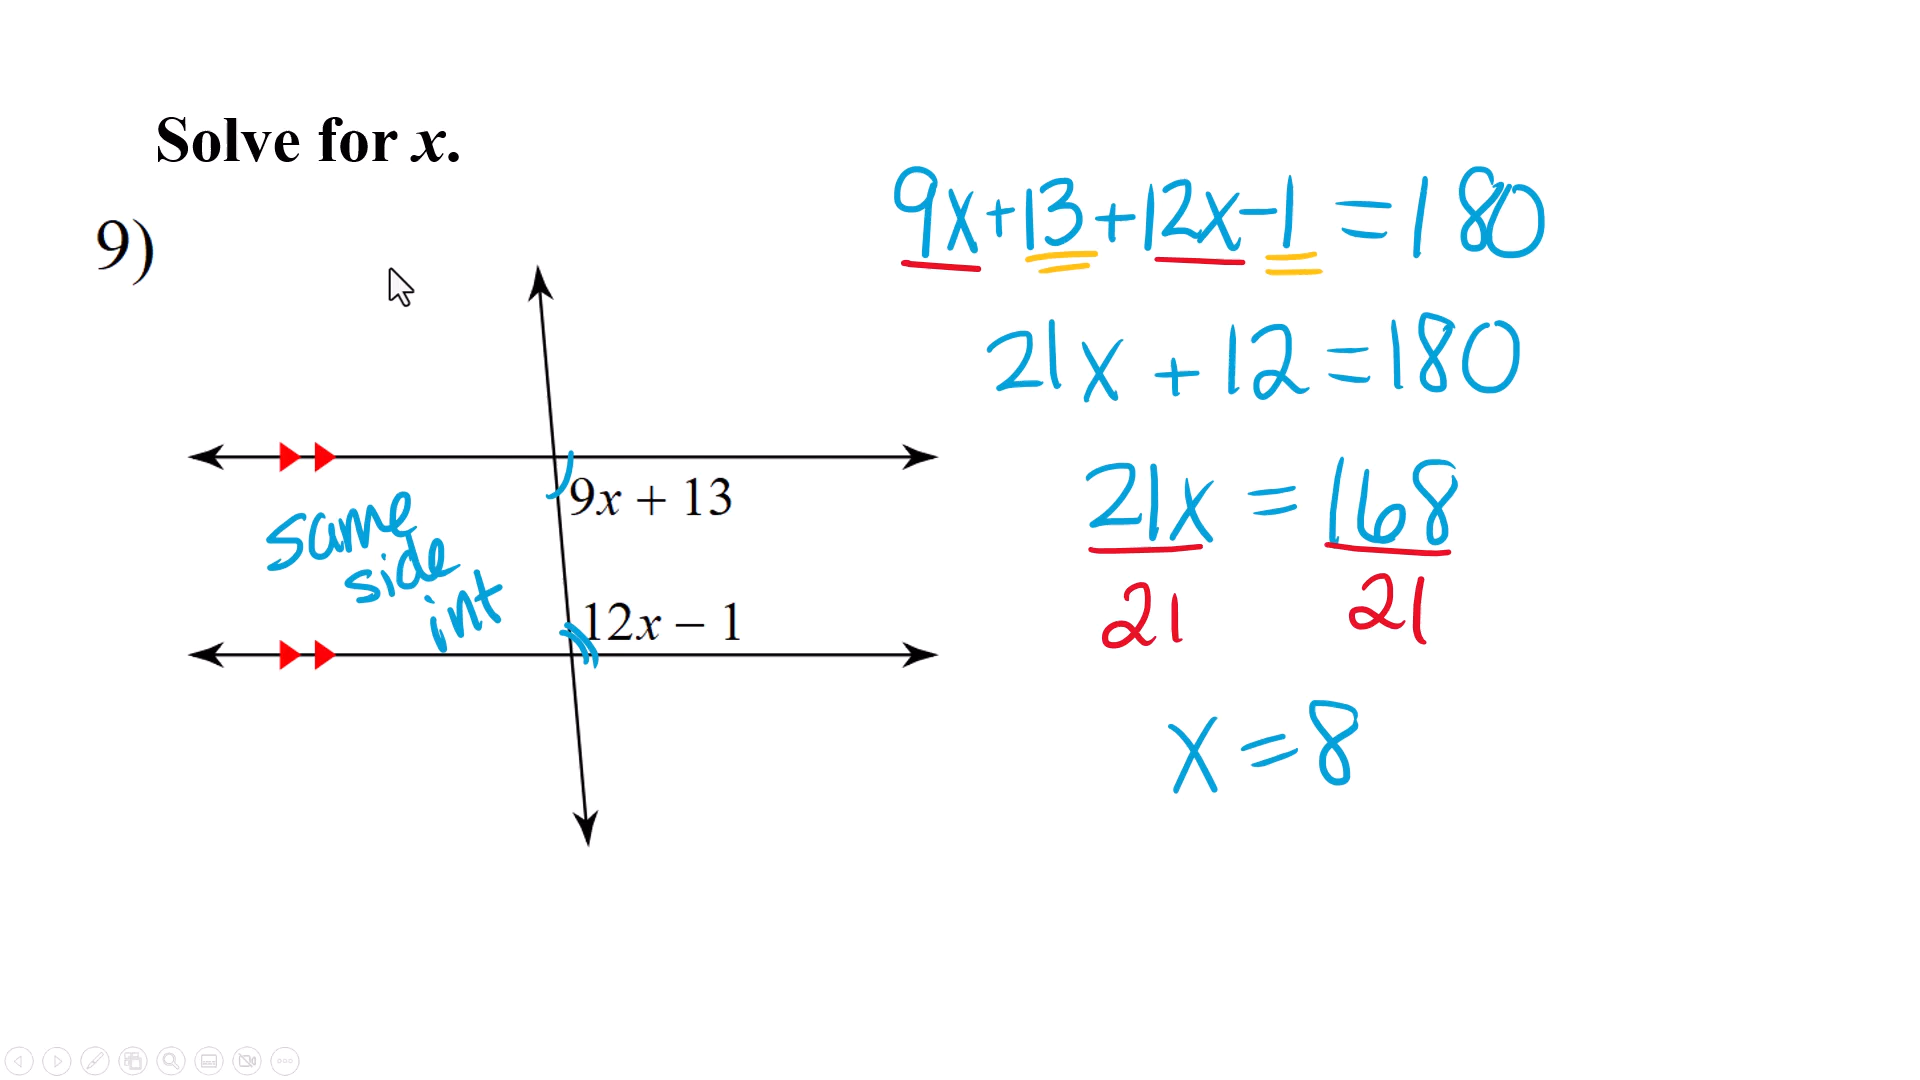 Solve for x.
9)
9x+13+12x-1=180
21x+12=180
9x + 13
12x − 1
same
side
int
21x=168
21 21
x=8